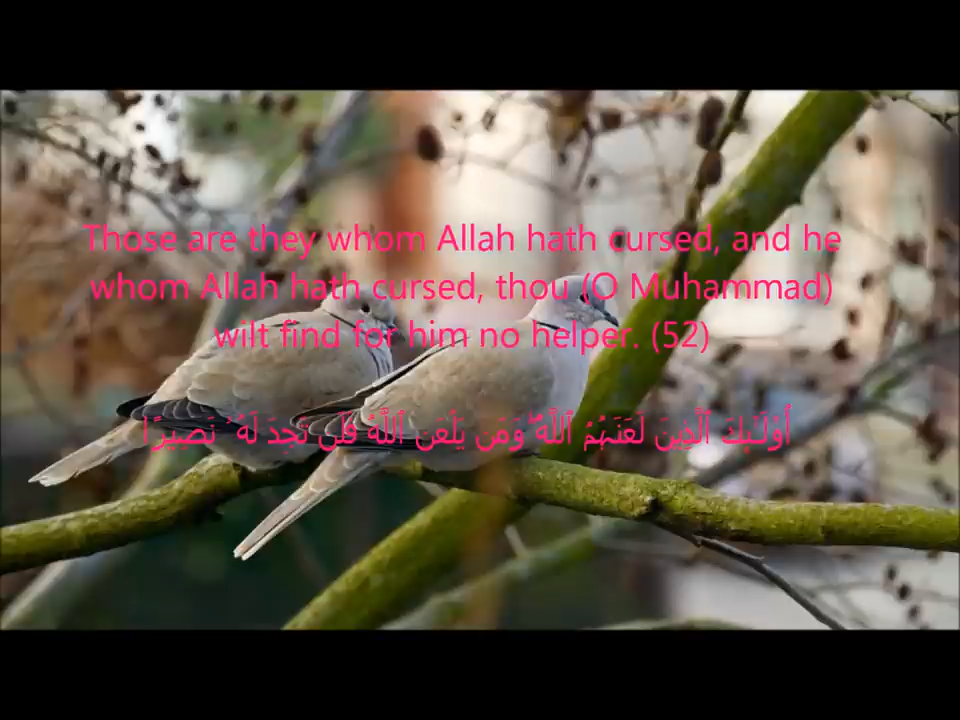 Those are they whom Allah hath cursed, and he
whom Allah hath cursed, thou (O Muhammad)
wilt find for him no helper. (52)
أُوْلَـٰٓئِكَ ٱلَّذِينَ لَعَنَهُمُ ٱللَّهُ‌ۖ وَمَن يَلْعَنِ ٱللَّهُ فَلَن تَجِدَ لَهُ ۥ نَصِيرًا